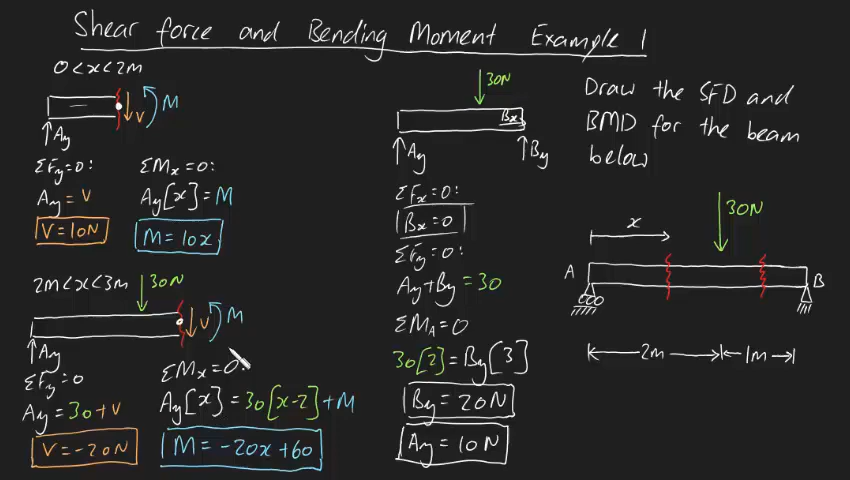 Shear force and Bending Moment Example 1
0<x<2m
M
V
Ay
ΣFy=0:
Ay=V
V=10N
ΣMx=0:
Ay[x]=M
M=10x
2m<x<3m
30N
V
M
Ay
ΣFy=0
Ay=30+V
V=-20N
ΣMx=0:
Ay[x]=30[x-2]+M
M=-20x+60
30N
Bx
Ay
By
ΣFx=0:
Bx=0
ΣFy=0:
Ay+By=30
ΣMA=0
30[2]=By[3]
By=20N
Ay=10N
Draw the SFD and
BMD for the beam
below
30N
x
A
B
2m
1m